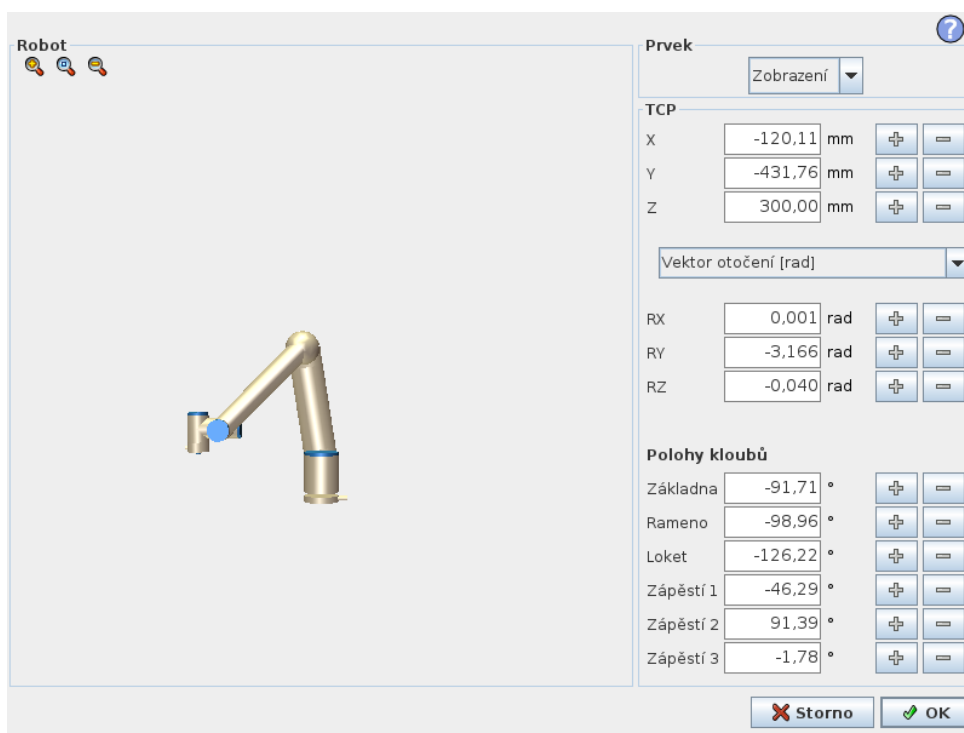 Robot
Prvek
Zobrazení
TCP
X -120,11 mm
Y -431,76 mm
Z 300,00 mm
Vektor otočení [rad]
RX 0,001 rad
RY -3,166 rad
RZ -0,040 rad
Polohy kloubů
Základna -91,71 °
Rameno -98,96 °
Loket -126,22 °
Zápěstí 1 -46,29 °
Zápěstí 2 91,39 °
Zápěstí 3 -1,78 °
Storno OK